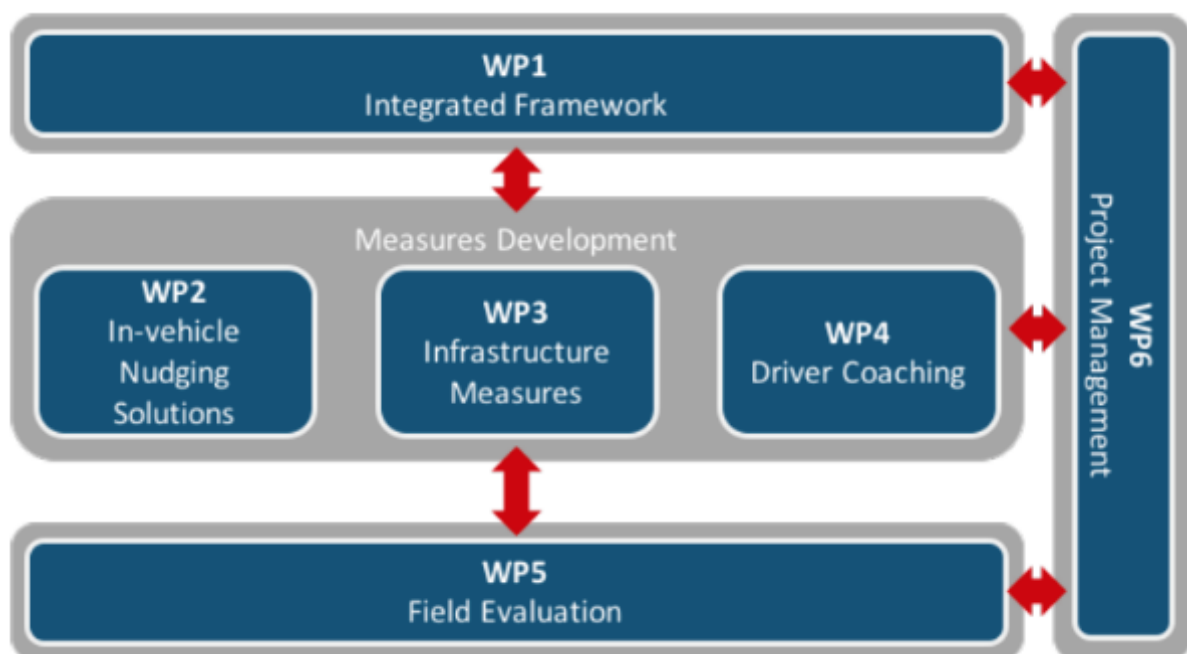 WP1
Integrated Framework
Measures Development
WP2
In-vehicle
Nudging
Solutions
WP3
Infrastructure
Measures
WP4
Driver Coaching
WP5
Field Evaluation
WP6
Project Management